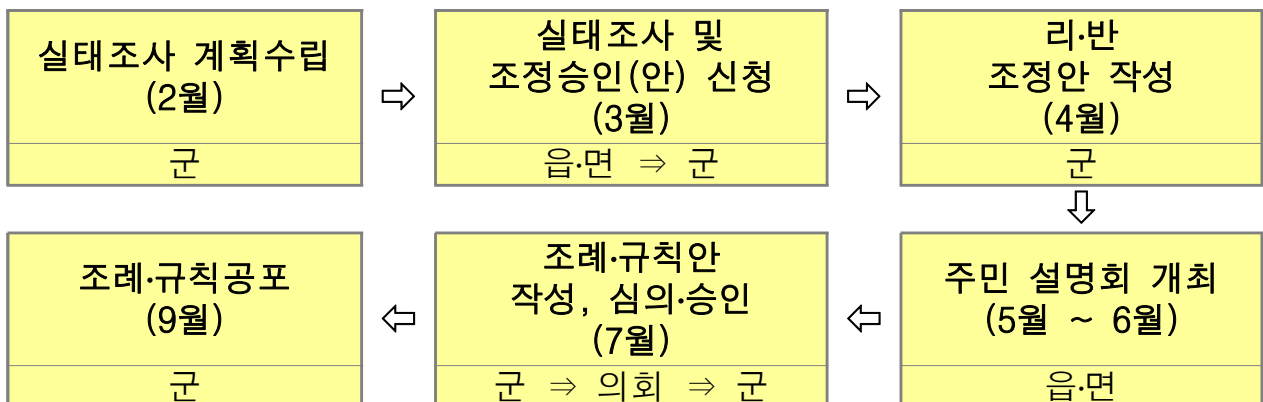 실태조사 계획수립
(2월)
군
⇨
실태조사 및
조정승인(안) 신청
(3월)
읍·면 ⇒ 군
⇨
리·반
조정안 작성
(4월)
군
⇩
주민 설명회 개최
(5월 ~ 6월)
읍·면
⇦
조례·규칙안
작성, 심의·승인
(7월)
군 ⇒ 의회 ⇒ 군
⇦
조례·규칙공포
(9월)
군